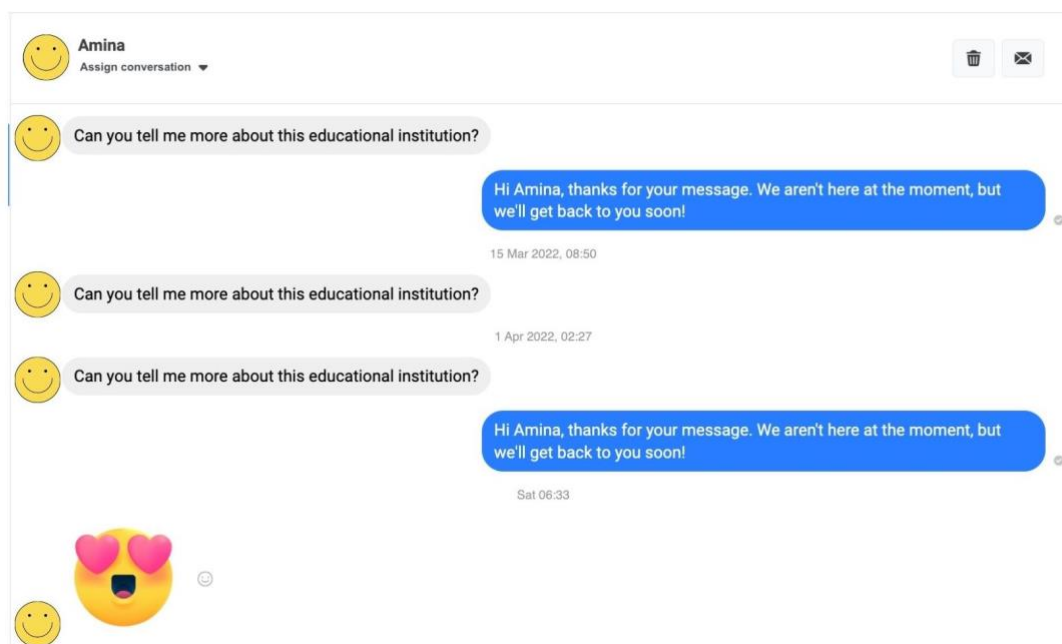 Amina
Assign conversation
Can you tell me more about this educational institution?
Hi Amina, thanks for your message. We aren't here at the moment, but
we'll get back to you soon!
15 Mar 2022, 08:50
Can you tell me more about this educational institution?
1 Apr 2022, 02:27
Can you tell me more about this educational institution?
Hi Amina, thanks for your message. We aren't here at the moment, but
we'll get back to you soon!
Sat 06:33